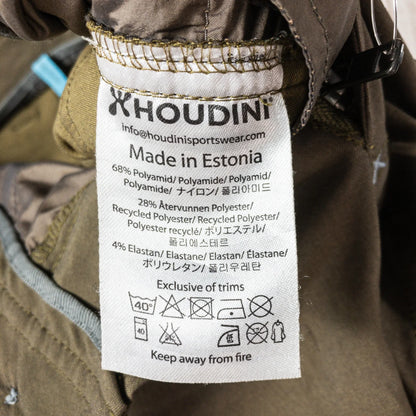 HOUDINI
info@houdinisportswear.com
Made in Estonia
68% Polyamid/ Polyamide/ Polyamid/
Polyamide/ ナイロン/ 폴리아미드
28% Återvunnen Polyester/
Recycled Polyester/ Recycled Polyester/
Polyester recyclé/ ポリエステル/
폴리에스테르
4% Elastan/ Elastane/ Elastan/ Élastane/
ポリウレタン/ 폴리우레탄
Exclusive of trims
40°
40
Keep away from fire